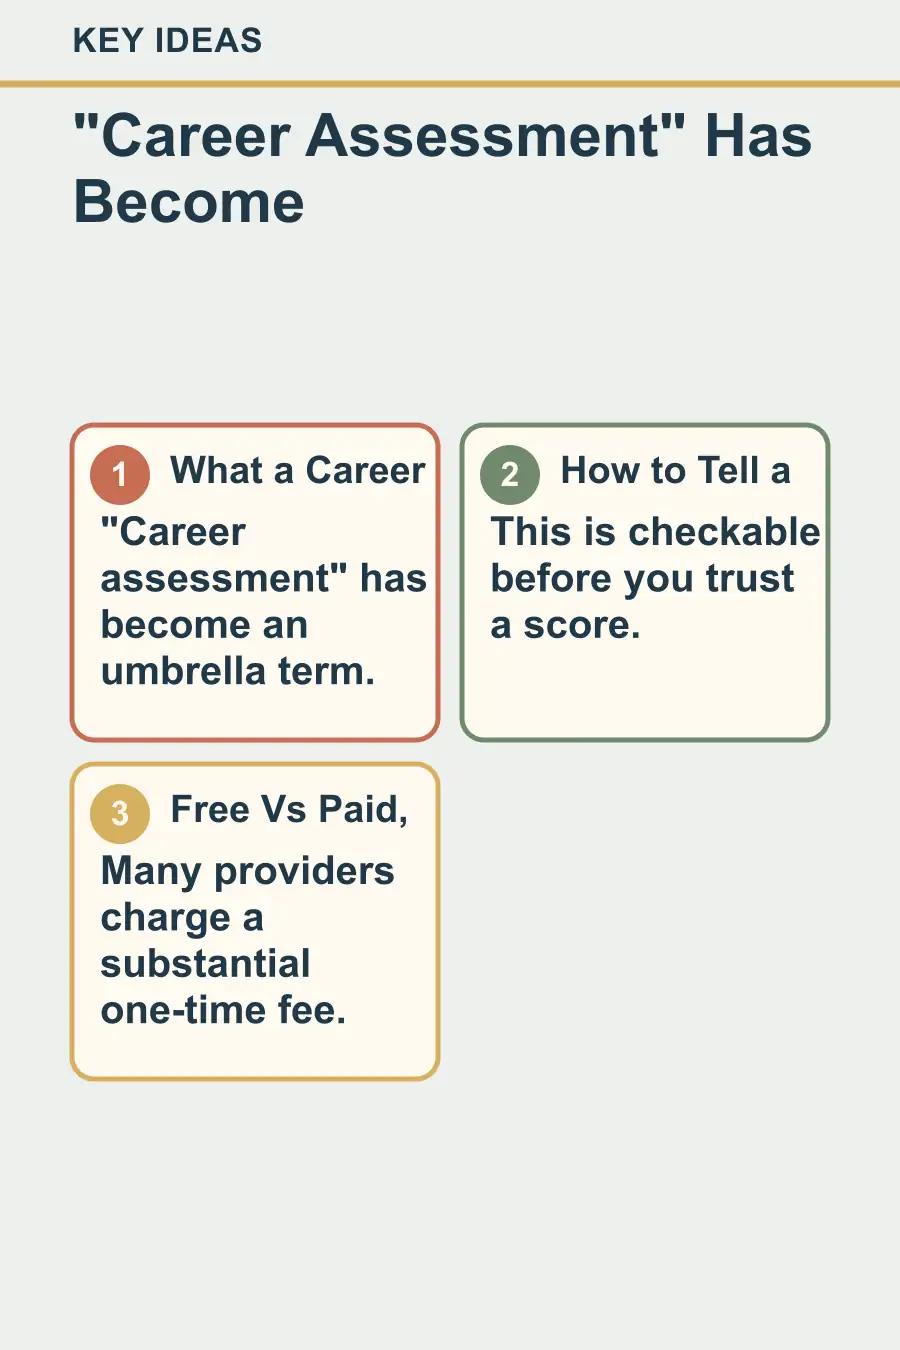 KEY IDEAS
"Career Assessment" Has
Become
1 What a Career
"Career
assessment" has
become an
umbrella term.
2 How to Tell a
This is checkable
before you trust
a score.
3 Free Vs Paid,
Many providers
charge a
substantial
one-time fee.